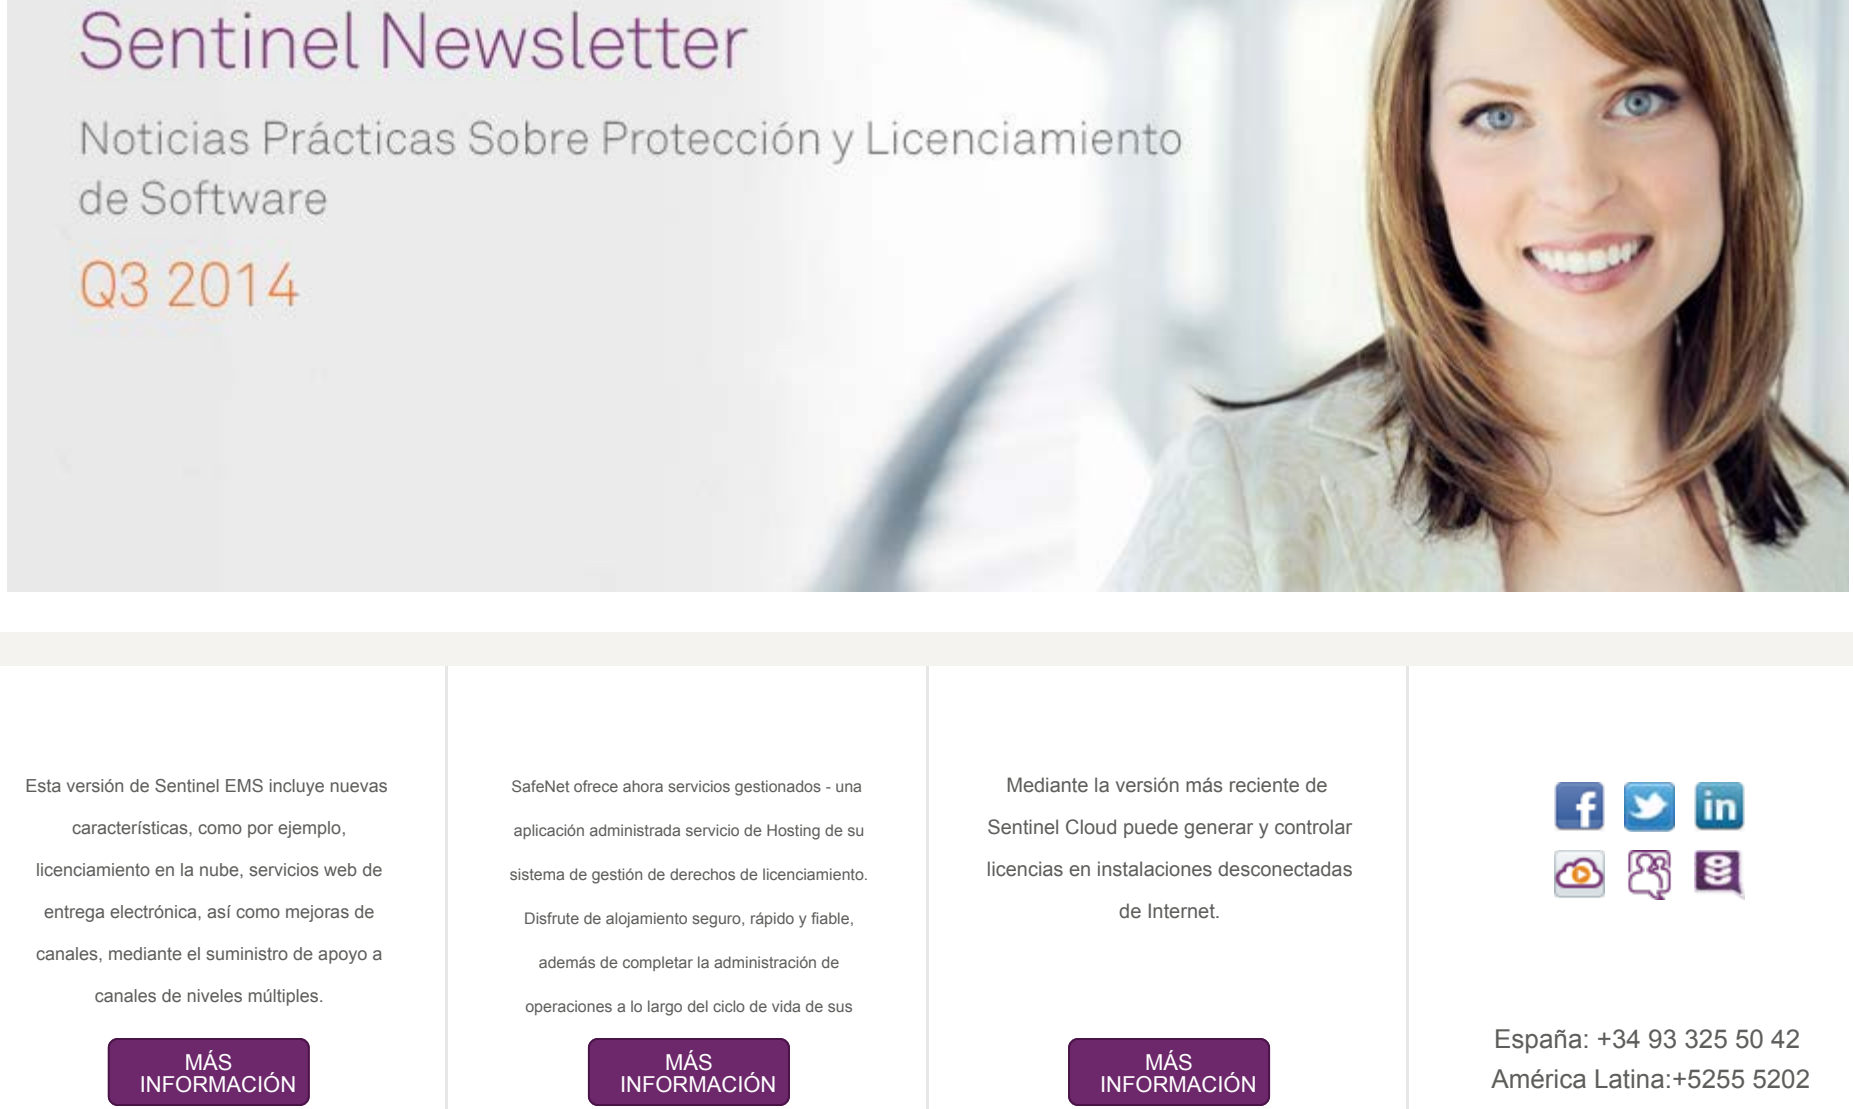 Sentinel Newsletter
Noticias Prácticas Sobre Protección y Licenciamiento
de Software
Q3 2014
Esta versión de Sentinel EMS incluye nuevas
características, como por ejemplo,
licenciamiento en la nube, servicios web de
entrega electrónica, así como mejoras de
canales, mediante el suministro de apoyo a
canales de niveles múltiples.
MÁS
INFORMACIÓN
SafeNet ofrece ahora servicios gestionados - una
aplicación administrada servicio de Hosting de su
sistema de gestión de derechos de licenciamiento.
Disfrute de alojamiento seguro, rápido y fiable,
además de completar la administración de
operaciones a lo largo del ciclo de vida de sus
MÁS
INFORMACIÓN
Mediante la versión más reciente de
Sentinel Cloud puede generar y controlar
licencias en instalaciones desconectadas
de Internet.
MÁS
INFORMACIÓN
f
in
España: +34 93 325 50 42
América Latina:+5255 5202